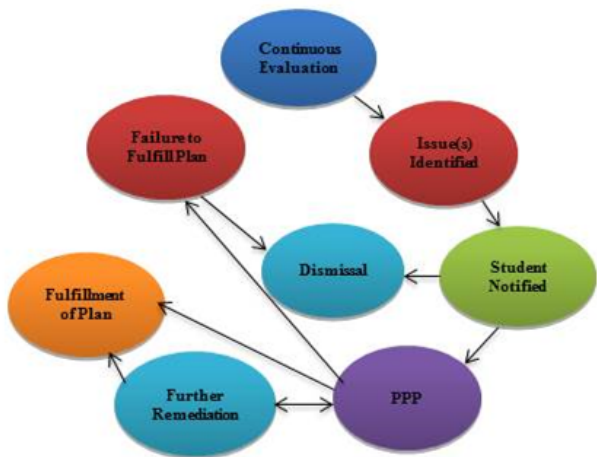 Continuous
Evaluation
Failure to
Fulfill Plan
Issue(s)
Identified
Dismissal
Student
Notified
Fulfillment
of Plan
Further
Remediation
PPP